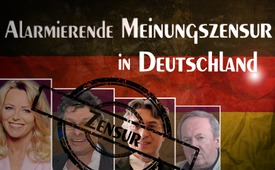 Alarmierende Meinungszensur
in Deutschland
Zensur